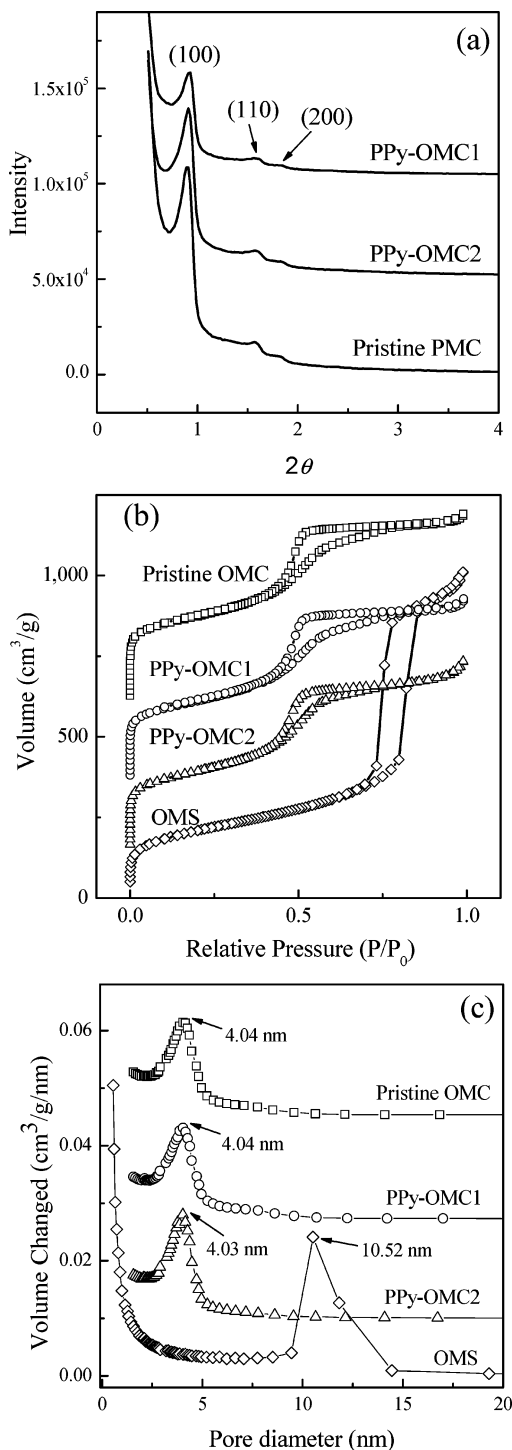 (a)
(100)
(110)
(200)
1.5x10⁵
1.0x10⁵
5.0x10⁴
0.0
Intensity
PPy-OMC1
PPy-OMC2
Pristine PMC
0 1 2 3 4
2θ
(b)
1,000
500
0
Volume (cm³/g)
Pristine OMC
PPy-OMC1
PPy-OMC2
OMS
0.0 0.5 1.0
Relative Pressure (P/P₀)
(c)
0.06
0.04
0.02
0.00
Volume Changed (cm³/g/nm)
4.04 nm
Pristine OMC
4.04 nm
PPy-OMC1
4.03 nm
10.52 nm
PPy-OMC2
OMS
0 5 10 15 20
Pore diameter (nm)